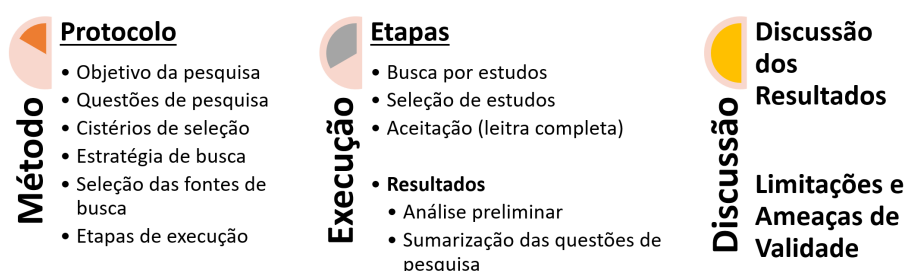 Método
Protocolo
• Objetivo da pesquisa
• Questões de pesquisa
• Cistérios de seleção
• Estratégia de busca
• Seleção das fontes de
busca
• Etapas de execução
Execução
Etapas
• Busca por estudos
• Seleção de estudos
• Aceitação (leitra completa)
• Resultados
• Análise preliminar
• Sumarização das questões de
pesquisa
Discussão
Discussão
dos
Resultados
Limitações e
Ameaças de
Validade